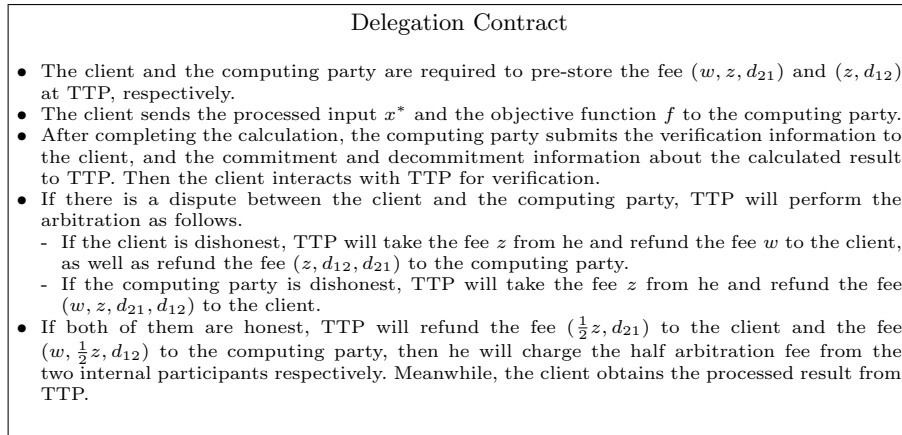 Delegation Contract
• The client and the computing party are required to pre-store the fee (w, z, d₂₁) and (z, d₁₂)
at TTP, respectively.
• The client sends the processed input x* and the objective function f to the computing party.
• After completing the calculation, the computing party submits the verification information to
the client, and the commitment and decommitment information about the calculated result
to TTP. Then the client interacts with TTP for verification.
• If there is a dispute between the client and the computing party, TTP will perform the
arbitration as follows.
- If the client is dishonest, TTP will take the fee z from he and refund the fee w to the client,
as well as refund the fee (z, d₁₂, d₂₁) to the computing party.
- If the computing party is dishonest, TTP will take the fee z from he and refund the fee
(w, z, d₂₁, d₁₂) to the client.
• If both of them are honest, TTP will refund the fee (½z, d₂₁) to the client and the fee
(w, ½z, d₁₂) to the computing party, then he will charge the half arbitration fee from the
two internal participants respectively. Meanwhile, the client obtains the processed result from
TTP.